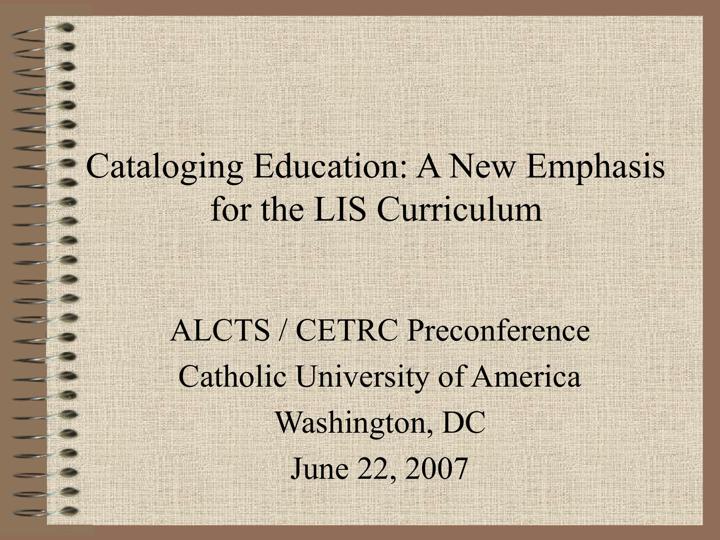 Cataloging Education: A New Emphasis
for the LIS Curriculum
ALCTS / CETRC Preconference
Catholic University of America
Washington, DC
June 22, 2007